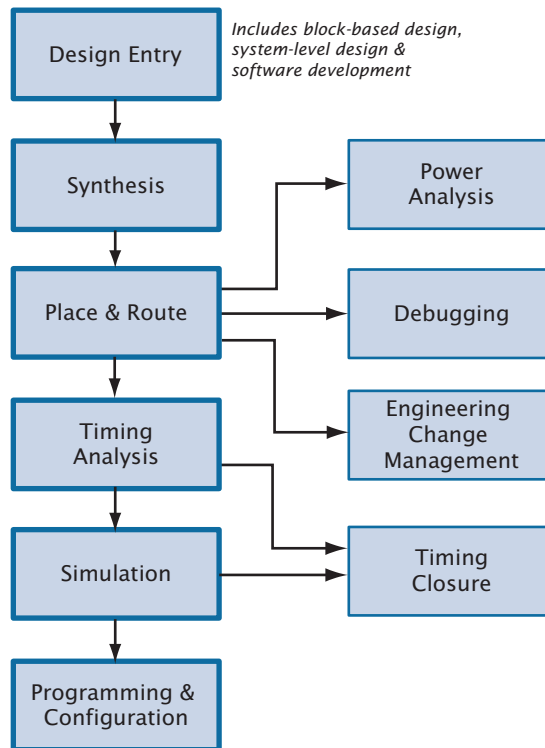 Design Entry
Includes block-based design,
system-level design &
software development
Synthesis
Power
Analysis
Place & Route
Debugging
Timing
Analysis
Engineering
Change
Management
Simulation
Timing
Closure
Programming &
Configuration